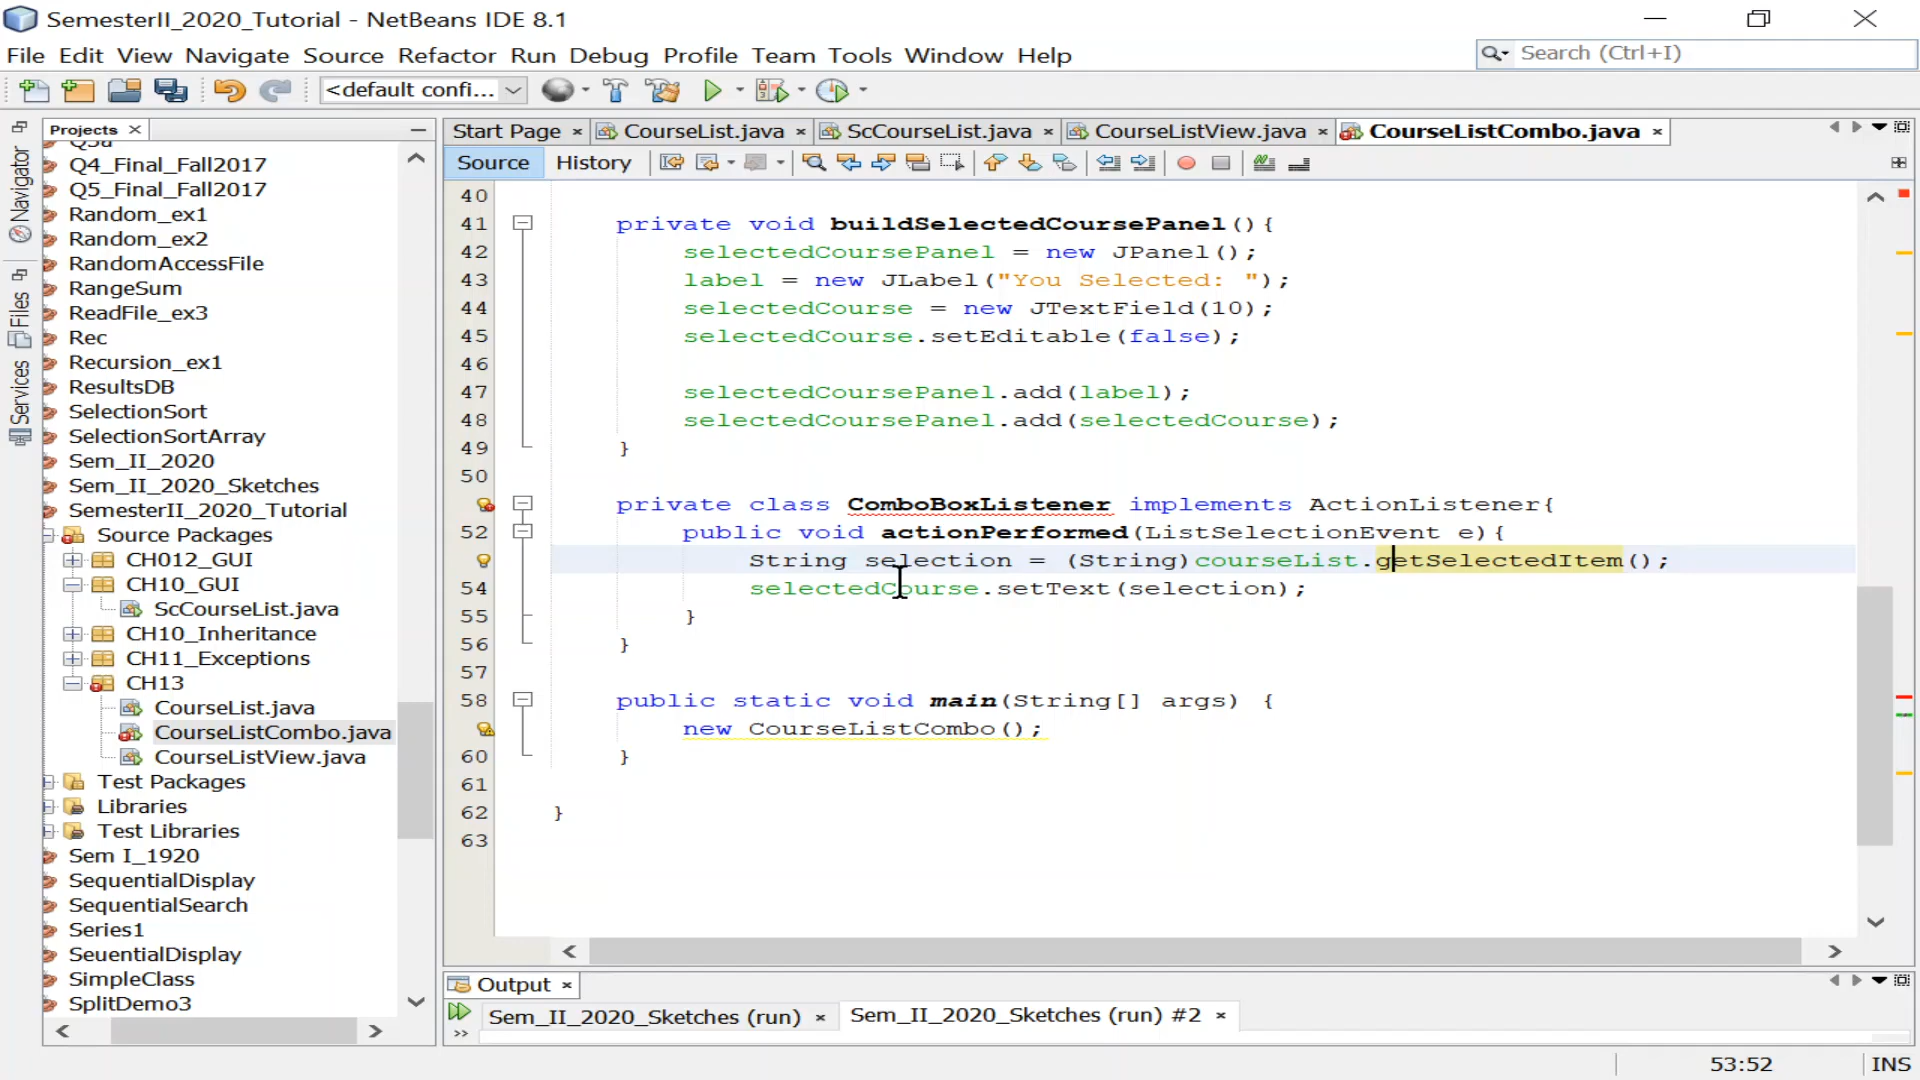 SemesterII_2020_Tutorial - NetBeans IDE 8.1
File Edit View Navigate Source Refactor Run Debug Profile Team Tools Window Help
Search (Ctrl+I)
<default confi...
Navigator
Files
Services
Projects
Q3a
Q4_Final_Fall2017
Q5_Final_Fall2017
Random_ex1
Random_ex2
RandomAccessFile
RangeSum
ReadFile_ex3
Rec
Recursion_ex1
ResultsDB
SelectionSort
SelectionSortArray
Sem_II_2020
Sem_II_2020_Sketches
SemesterII_2020_Tutorial
Source Packages
CH012_GUI
CH10_GUI
ScCourseList.java
CH10_Inheritance
CH11_Exceptions
CH13
CourseList.java
CourseListCombo.java
CourseListView.java
Test Packages
Libraries
Test Libraries
Sem I_1920
SequentialDisplay
SequentialSearch
Series1
SeuentialDisplay
SimpleClass
SplitDemo3
Start Page CourseList.java ScCourseList.java CourseListView.java CourseListCombo.java
Source History
40
41 private void buildSelectedCoursePanel(){
42 selectedCoursePanel = new JPanel();
43 label = new JLabel("You Selected: ");
44 selectedCourse = new JTextField(10);
45 selectedCourse.setEditable(false);
46
47 selectedCoursePanel.add(label);
48 selectedCoursePanel.add(selectedCourse);
49 }
50
private class ComboBoxListener implements ActionListener{
52 public void actionPerformed(ListSelectionEvent e){
String selection = (String)courseList.getSelectedItem();
54 selectedCourse.setText(selection);
55 }
56 }
57
58 public static void main(String[] args) {
new CourseListCombo();
60 }
61
62 }
63
Output
Sem_II_2020_Sketches (run) Sem_II_2020_Sketches (run) #2
53:52 INS